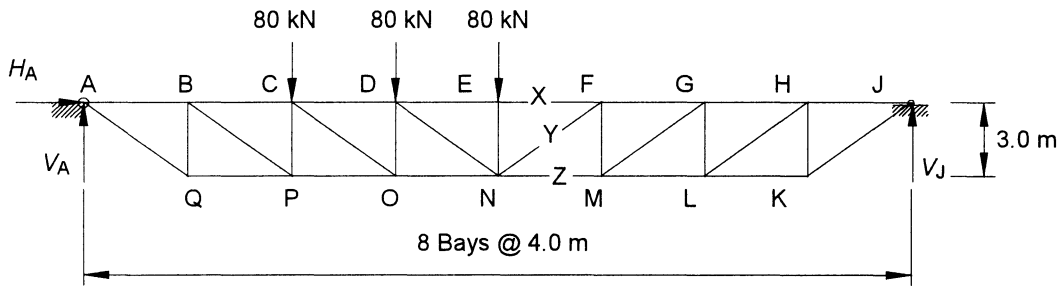 80 kN 80 kN 80 kN
H_A A B C D E X F G H J
Y
3.0 m
V_A Z V_J
Q P O N M L K
8 Bays @ 4.0 m